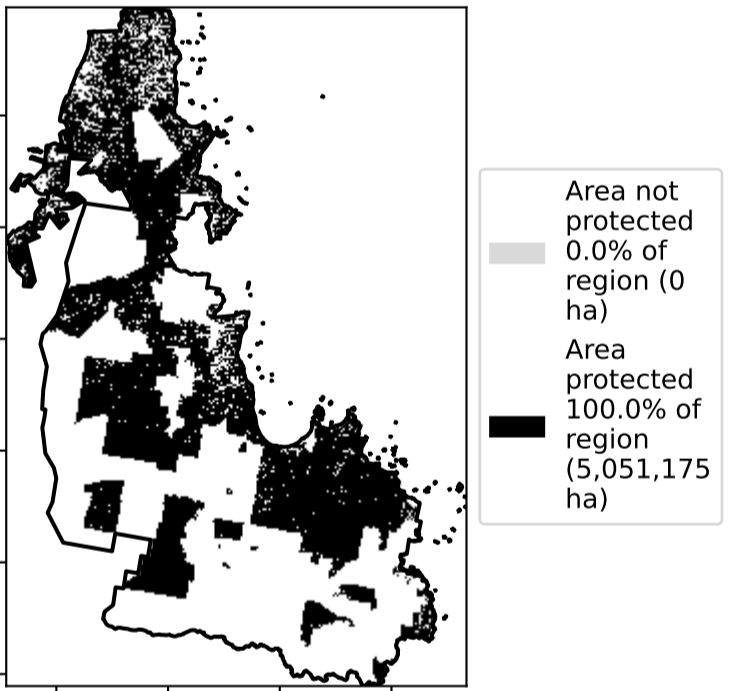 Area not
protected
0.0% of
region (0
ha)
Area
protected
100.0% of
region
(5,051,175
ha)